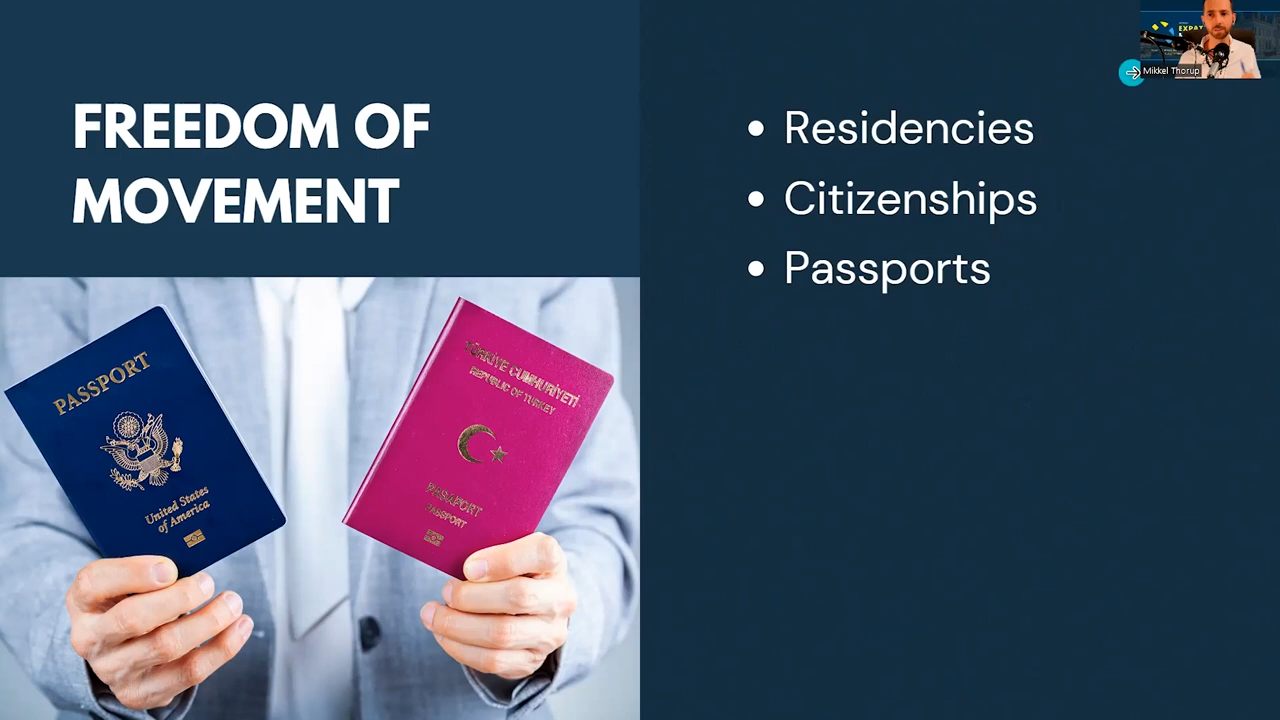 FREEDOM OF
MOVEMENT
• Residencies
• Citizenships
• Passports
PASSPORT
United States
of America
TÜRKİYE CUMHURİYETİ
REPUBLIC OF TURKEY
PASAPORT
PASSPORT
EXPAT
Mikkel Thorup